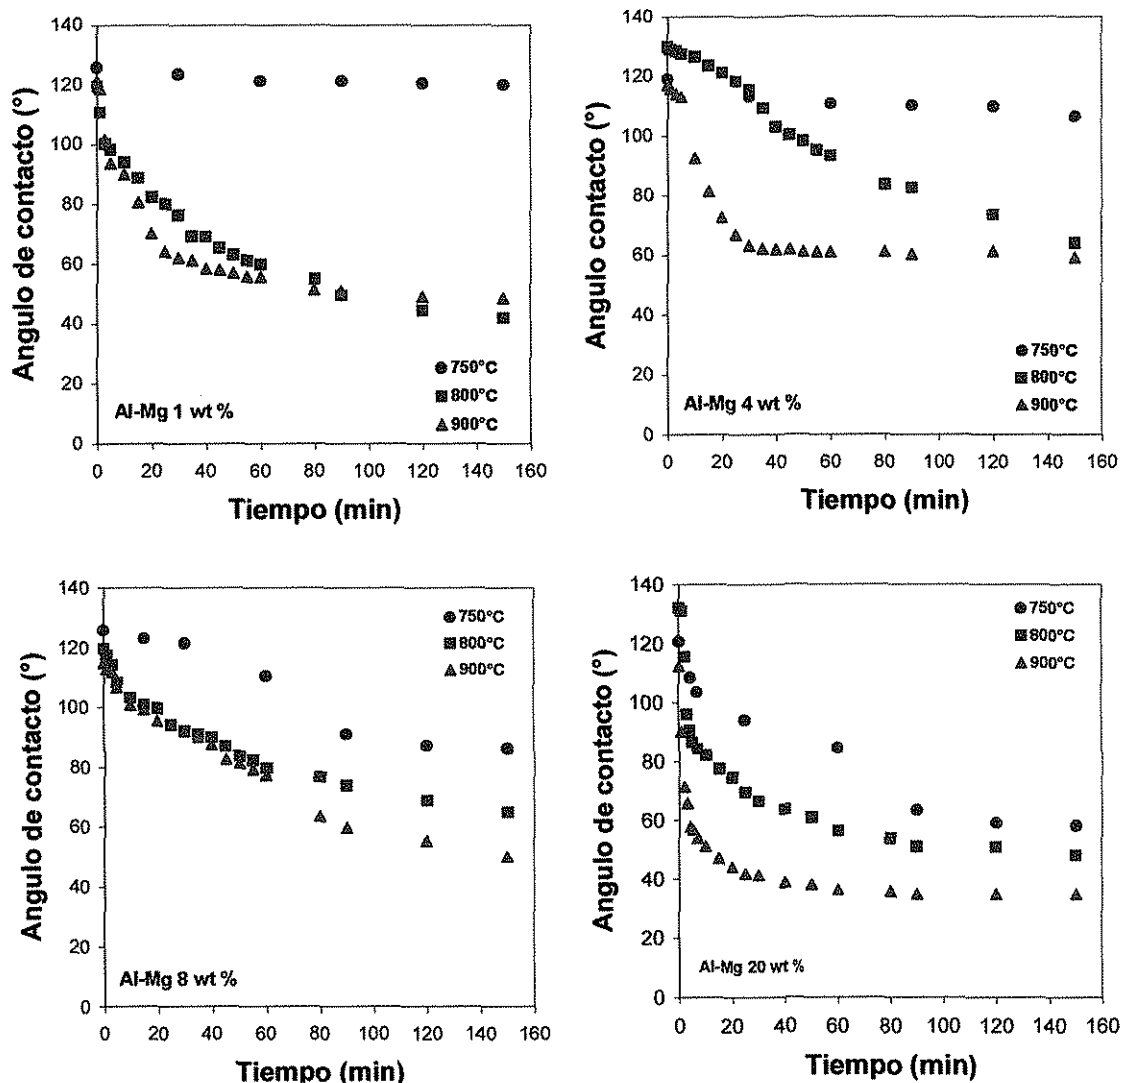 140
120
100
80
60
40
20
0
Angulo de contacto (°)
750°C
800°C
900°C
Al-Mg 1 wt %
0 20 40 60 80 100 120 140 160
Tiempo (min)
140
120
100
80
60
40
20
0
Angulo contacto (°)
750°C
800°C
900°C
Al-Mg 4 wt %
0 20 40 60 80 100 120 140 160
Tiempo (min)
140
120
100
80
60
40
20
0
Angulo de contacto (°)
750°C
800°C
900°C
Al-Mg 8 wt %
0 20 40 60 80 100 120 140 160
Tiempo (min)
140
120
100
80
60
40
20
0
Angulo de contacto (°)
750°C
800°C
900°C
Al-Mg 20 wt %
0 20 40 60 80 100 120 140 160
Tiempo (min)